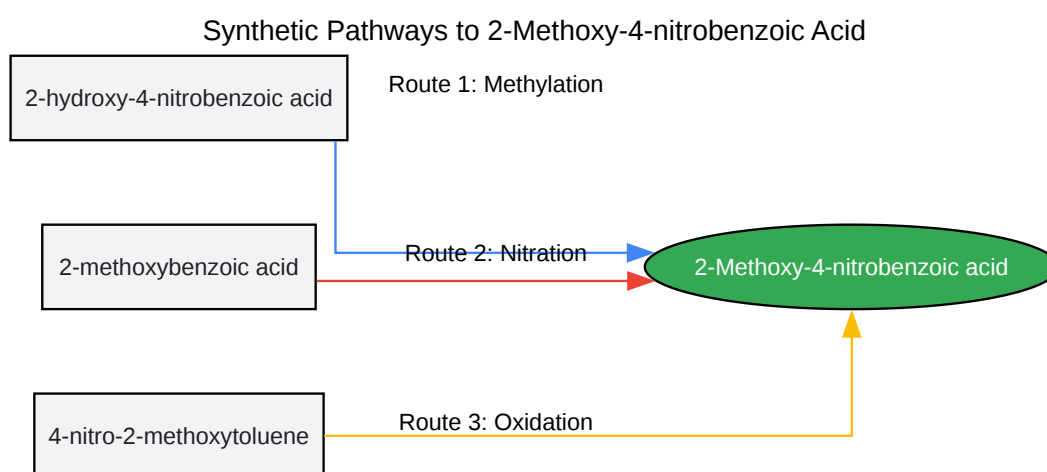 Synthetic Pathways to 2-Methoxy-4-nitrobenzoic Acid
2-hydroxy-4-nitrobenzoic acid
Route 1: Methylation
2-methoxybenzoic acid
Route 2: Nitration
2-Methoxy-4-nitrobenzoic acid
4-nitro-2-methoxytoluene
Route 3: Oxidation